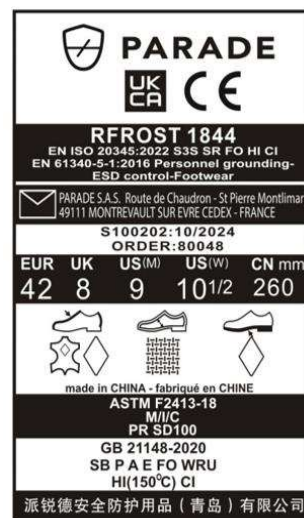 PARADE
UK
CA CE
RFROST 1844
EN ISO 20345:2022 S3S SR FO HI CI
EN 61340-5-1:2016 Personnel grounding-
ESD control-Footwear
PARADE S.A.S. Route de Chaudron - St Pierre Montlimart
49111 MONTREVAULT SUR EVRE CEDEX - FRANCE
S100202:10/2024
ORDER:80048
EUR UK US(M) US(W) CN mm
42 8 9 10 1/2 260
made in CHINA - fabriqué en CHINE
ASTM F2413-18
M/I/C
PR SD100
GB 21148-2020
SB P A E FO WRU
HI(150⁰C) CI
派锐德安全防护用品（青岛）有限公司